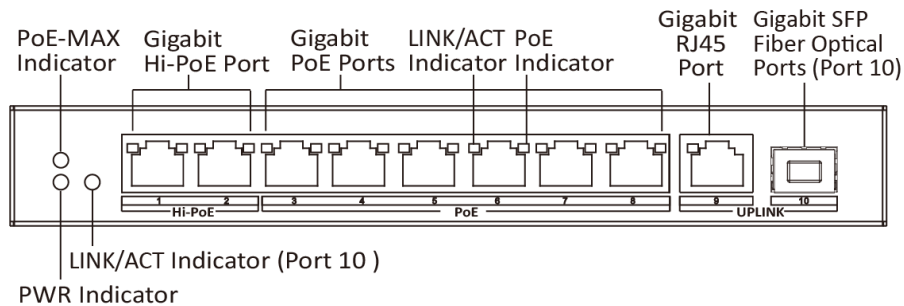 PoE-MAX
Indicator
Gigabit
Hi-PoE Port
Gigabit
PoE Ports
LINK/ACT
Indicator
PoE
Indicator
Gigabit
RJ45
Port
Gigabit SFP
Fiber Optical
Ports (Port 10)
1 2 3 4 5 6 7 8 9 10
Hi-PoE PoE UPLINK
LINK/ACT Indicator (Port 10 )
PWR Indicator